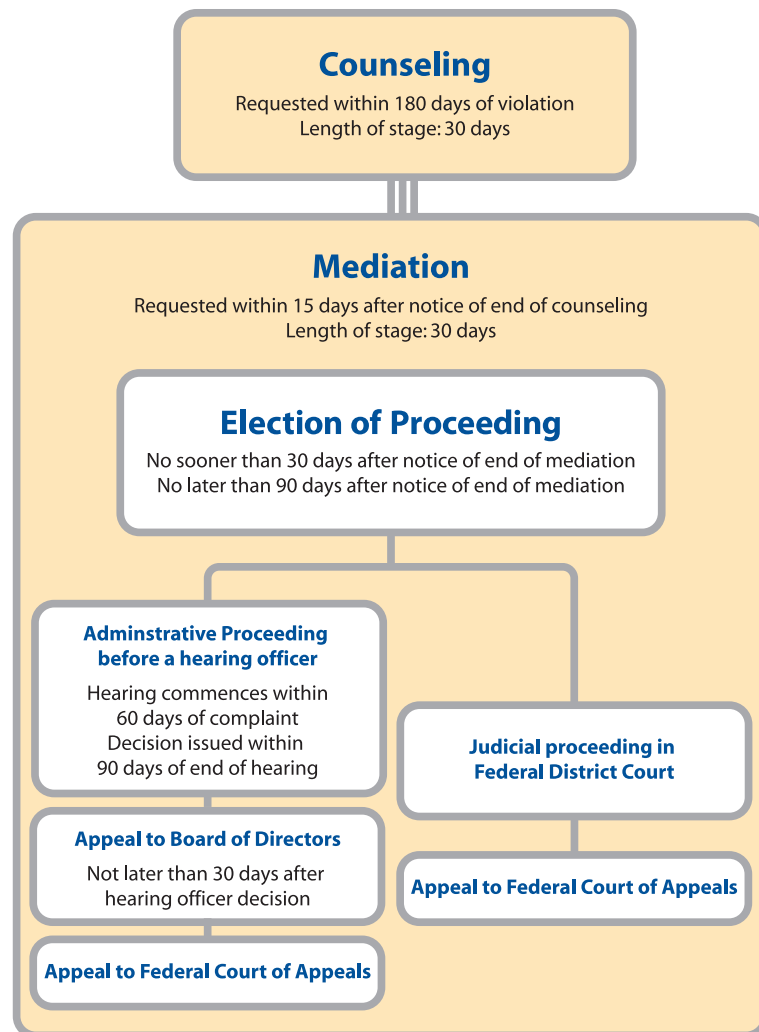 Counseling
Requested within 180 days of violation
Length of stage: 30 days
Mediation
Requested within 15 days after notice of end of counseling
Length of stage: 30 days
Election of Proceeding
No sooner than 30 days after notice of end of mediation
No later than 90 days after notice of end of mediation
Adminstrative Proceeding
before a hearing officer
Hearing commences within
60 days of complaint
Decision issued within
90 days of end of hearing
Appeal to Board of Directors
Not later than 30 days after
hearing officer decision
Appeal to Federal Court of Appeals
Judicial proceeding in
Federal District Court
Appeal to Federal Court of Appeals